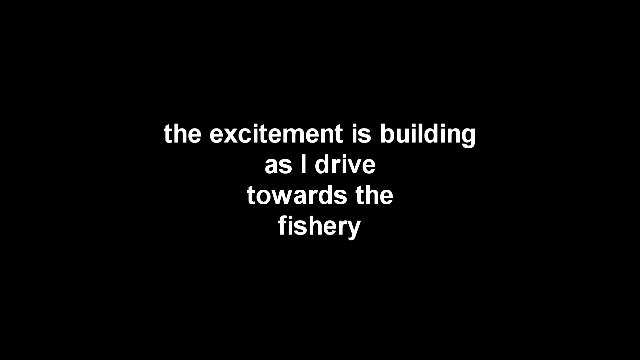 the excitement is building
as I drive
towards the
fishery